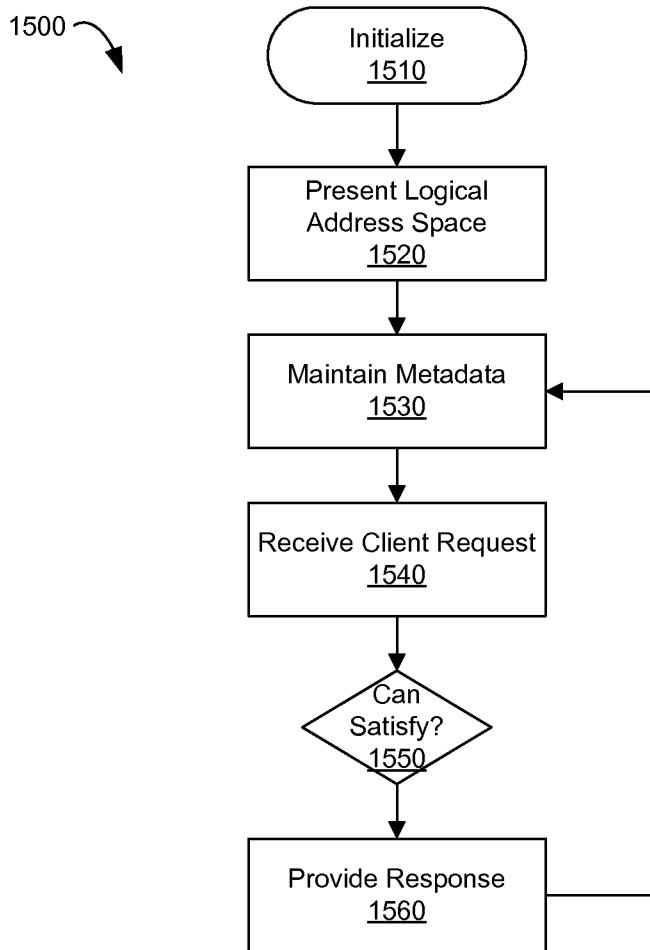 1500
Initialize
1510
Present Logical
Address Space
1520
Maintain Metadata
1530
Receive Client Request
1540
Can
Satisfy?
1550
Provide Response
1560